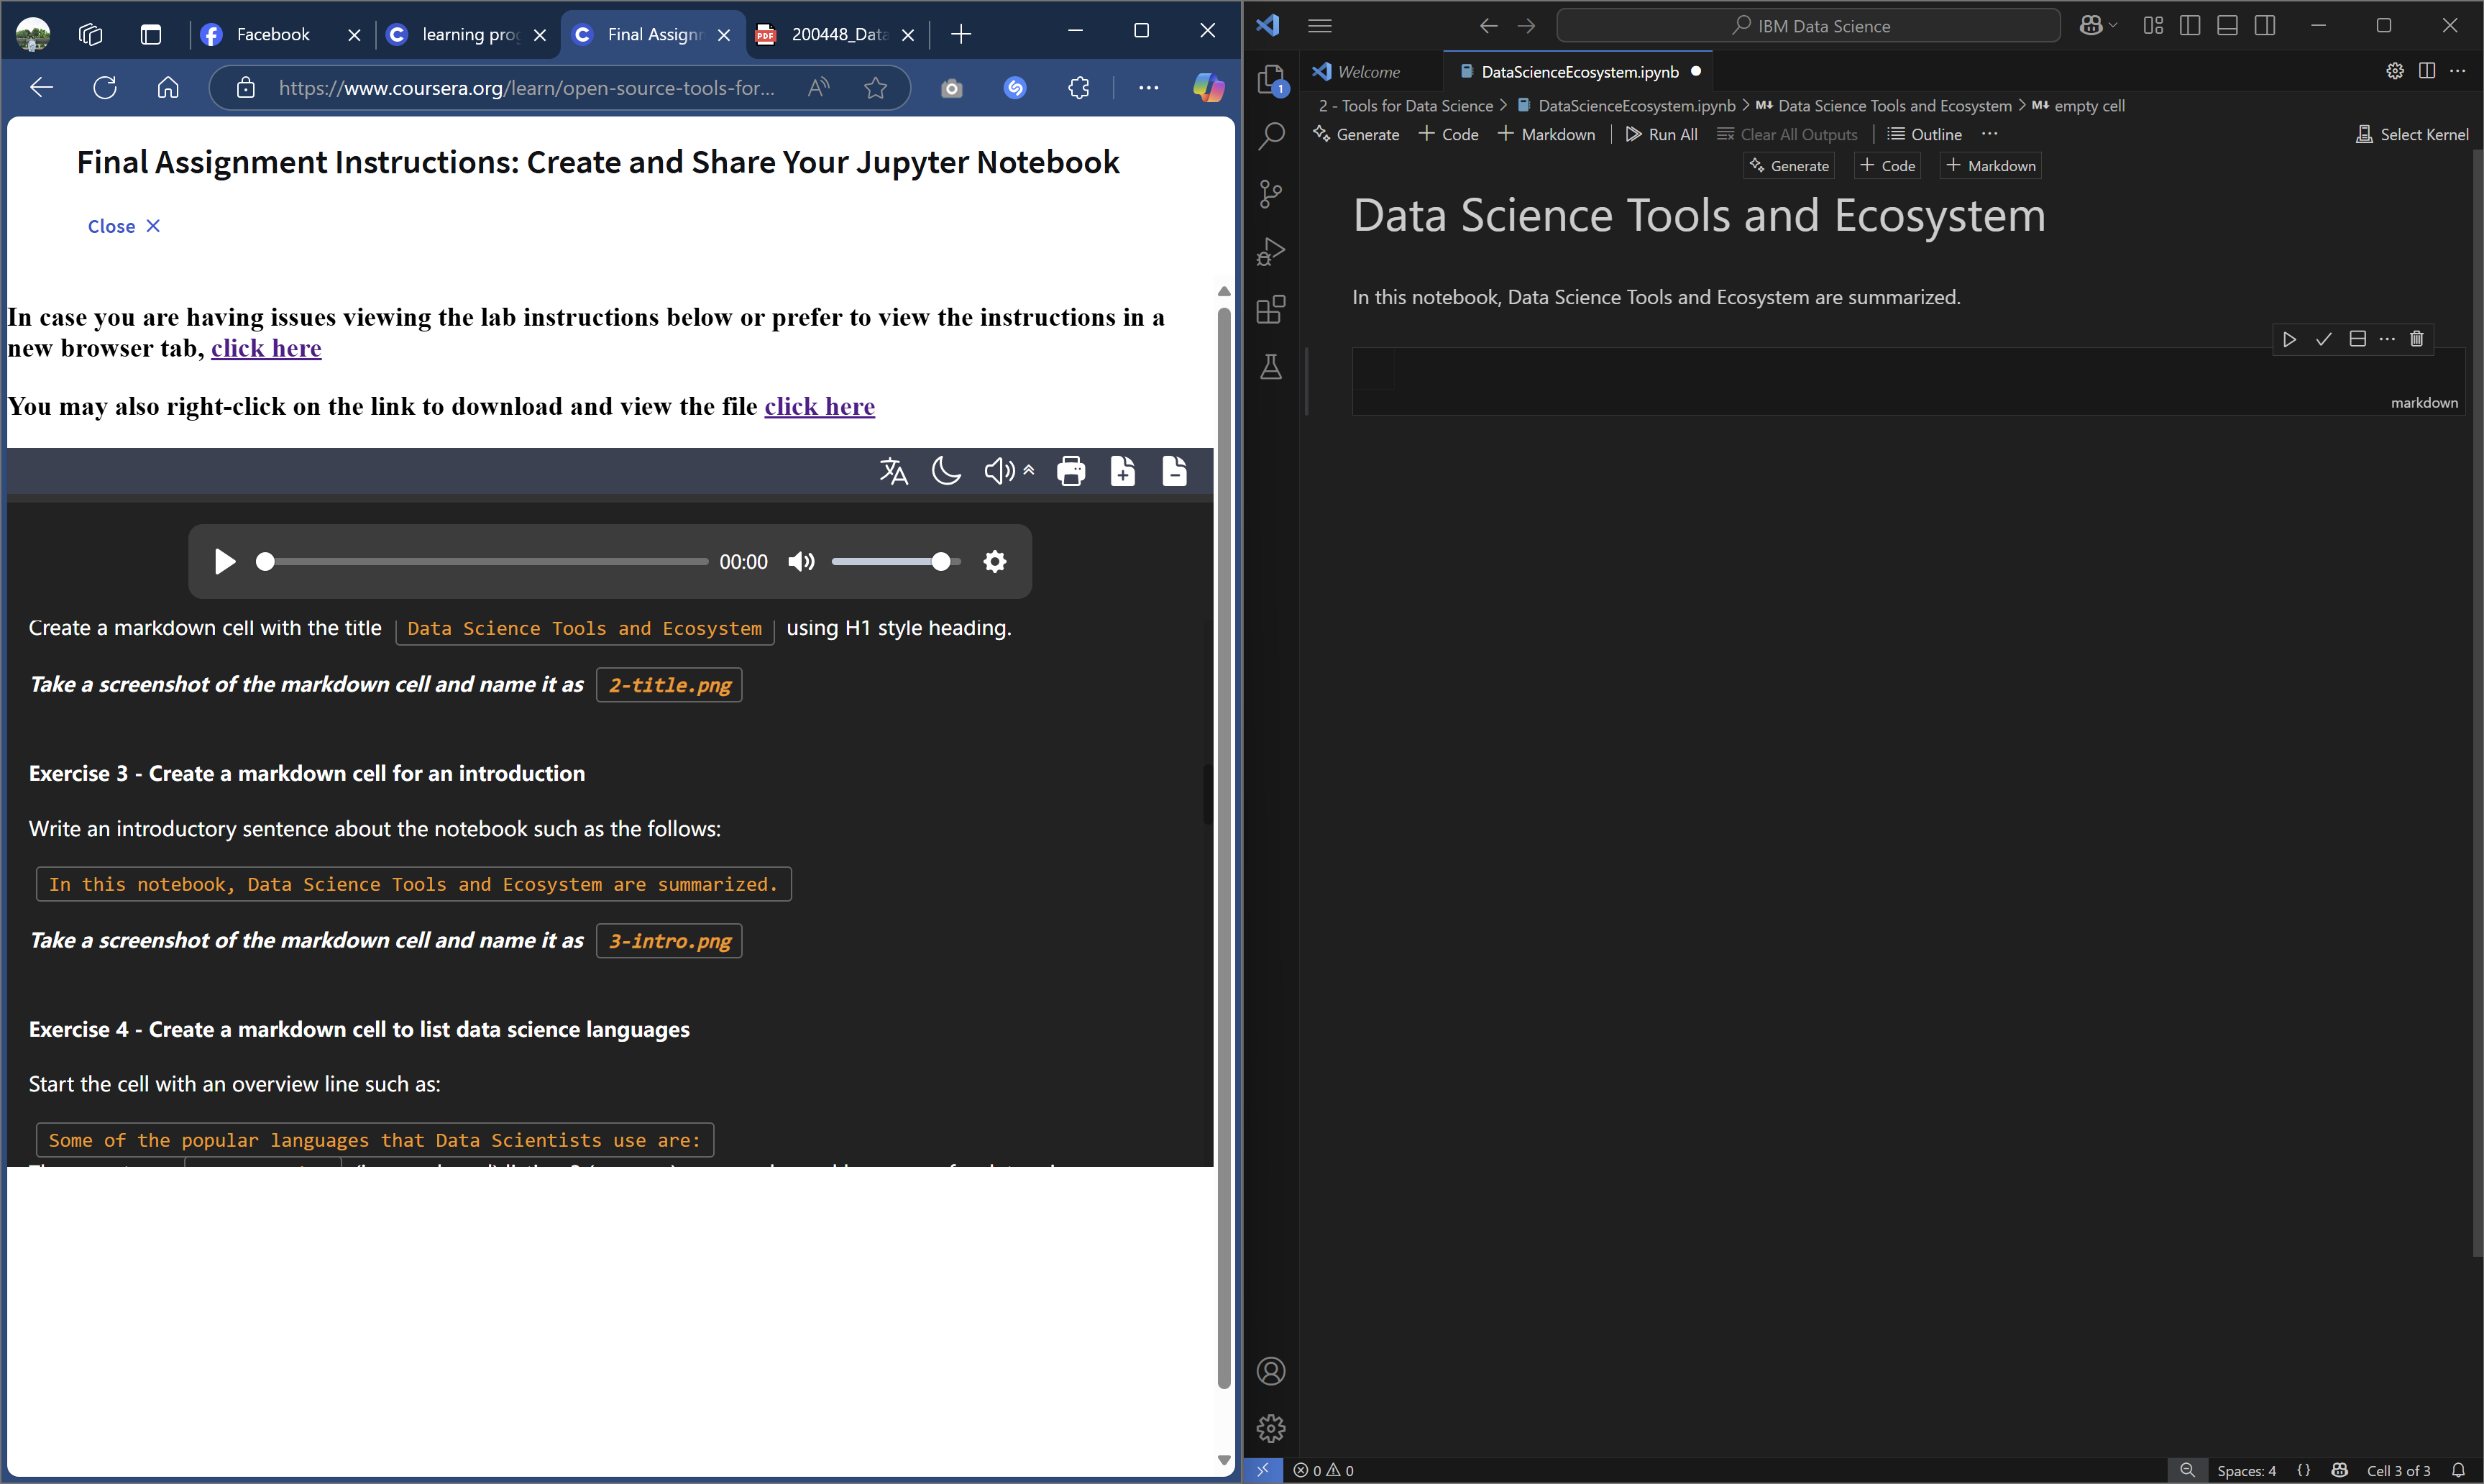 Facebook
learning prog
Final Assignm
200448_Data
https://www.coursera.org/learn/open-source-tools-for...
Final Assignment Instructions: Create and Share Your Jupyter Notebook
Close
In case you are having issues viewing the lab instructions below or prefer to view the instructions in a
new browser tab, click here
You may also right-click on the link to download and view the file click here
00:00
Create a markdown cell with the title Data Science Tools and Ecosystem using H1 style heading.
Take a screenshot of the markdown cell and name it as 2-title.png
Exercise 3 - Create a markdown cell for an introduction
Write an introductory sentence about the notebook such as the follows:
In this notebook, Data Science Tools and Ecosystem are summarized.
Take a screenshot of the markdown cell and name it as 3-intro.png
Exercise 4 - Create a markdown cell to list data science languages
Start the cell with an overview line such as:
Some of the popular languages that Data Scientists use are:
IBM Data Science
Welcome
DataScienceEcosystem.ipynb
1
2 - Tools for Data Science > DataScienceEcosystem.ipynb > M↓ Data Science Tools and Ecosystem > M↓ empty cell
Generate + Code + Markdown Run All Clear All Outputs Outline ... Select Kernel
Generate + Code + Markdown
Data Science Tools and Ecosystem
In this notebook, Data Science Tools and Ecosystem are summarized.
markdown
0 0
Spaces: 4 {} Cell 3 of 3